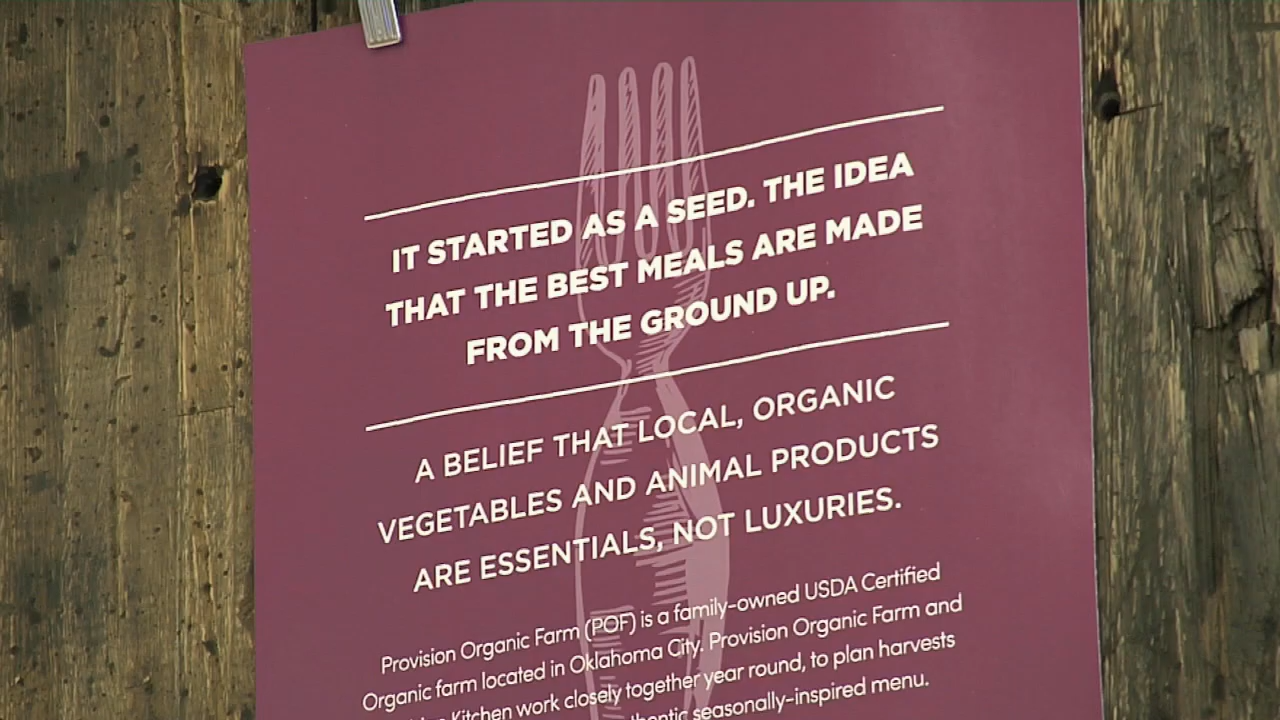 IT STARTED AS A SEED. THE IDEA
THAT THE BEST MEALS ARE MADE
FROM THE GROUND UP.
A BELIEF THAT LOCAL, ORGANIC
VEGETABLES AND ANIMAL PRODUCTS
ARE ESSENTIALS, NOT LUXURIES.
Provision Organic Farm (POF) is a family-owned USDA Certified
Organic farm located in Oklahoma City. Provision Organic Farm and
Kitchen work closely together year round, to plan harvests
seasonally-inspired menu.